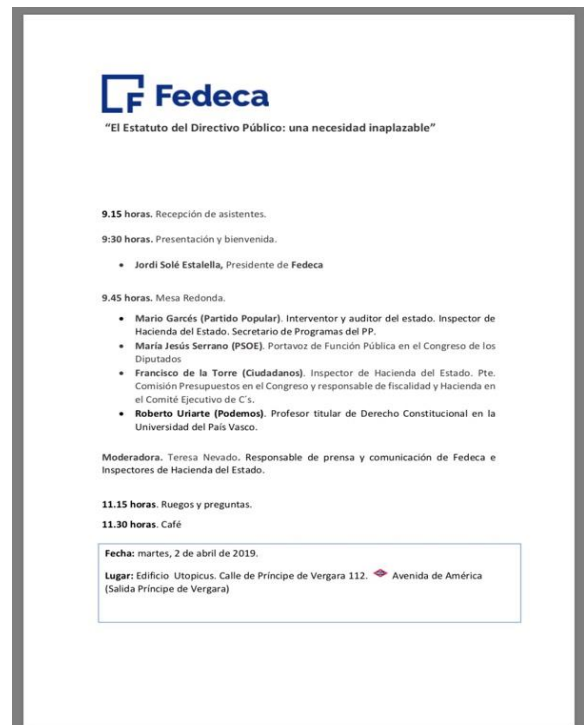 F Fedeca
“El Estatuto del Directivo Público: una necesidad inaplazable”
9.15 horas. Recepción de asistentes.
9:30 horas. Presentación y bienvenida.
• Jordi Solé Estalella, Presidente de Fedeca
9.45 horas. Mesa Redonda.
• Mario Garcés (Partido Popular). Interventor y auditor del estado. Inspector de
Hacienda del Estado. Secretario de Programas del PP.
• María Jesús Serrano (PSOE). Portavoz de Función Pública en el Congreso de los
Diputados
• Francisco de la Torre (Ciudadanos). Inspector de Hacienda del Estado. Pte.
Comisión Presupuestos en el Congreso y responsable de fiscalidad y Hacienda en
el Comité Ejecutivo de C´s.
• Roberto Uriarte (Podemos). Profesor titular de Derecho Constitucional en la
Universidad del País Vasco.
Moderadora. Teresa Nevado. Responsable de prensa y comunicación de Fedeca e
Inspectores de Hacienda del Estado.
11.15 horas. Ruegos y preguntas.
11.30 horas. Café
Fecha: martes, 2 de abril de 2019.
Lugar: Edificio Utopicus. Calle de Príncipe de Vergara 112. Avenida de América
(Salida Príncipe de Vergara)